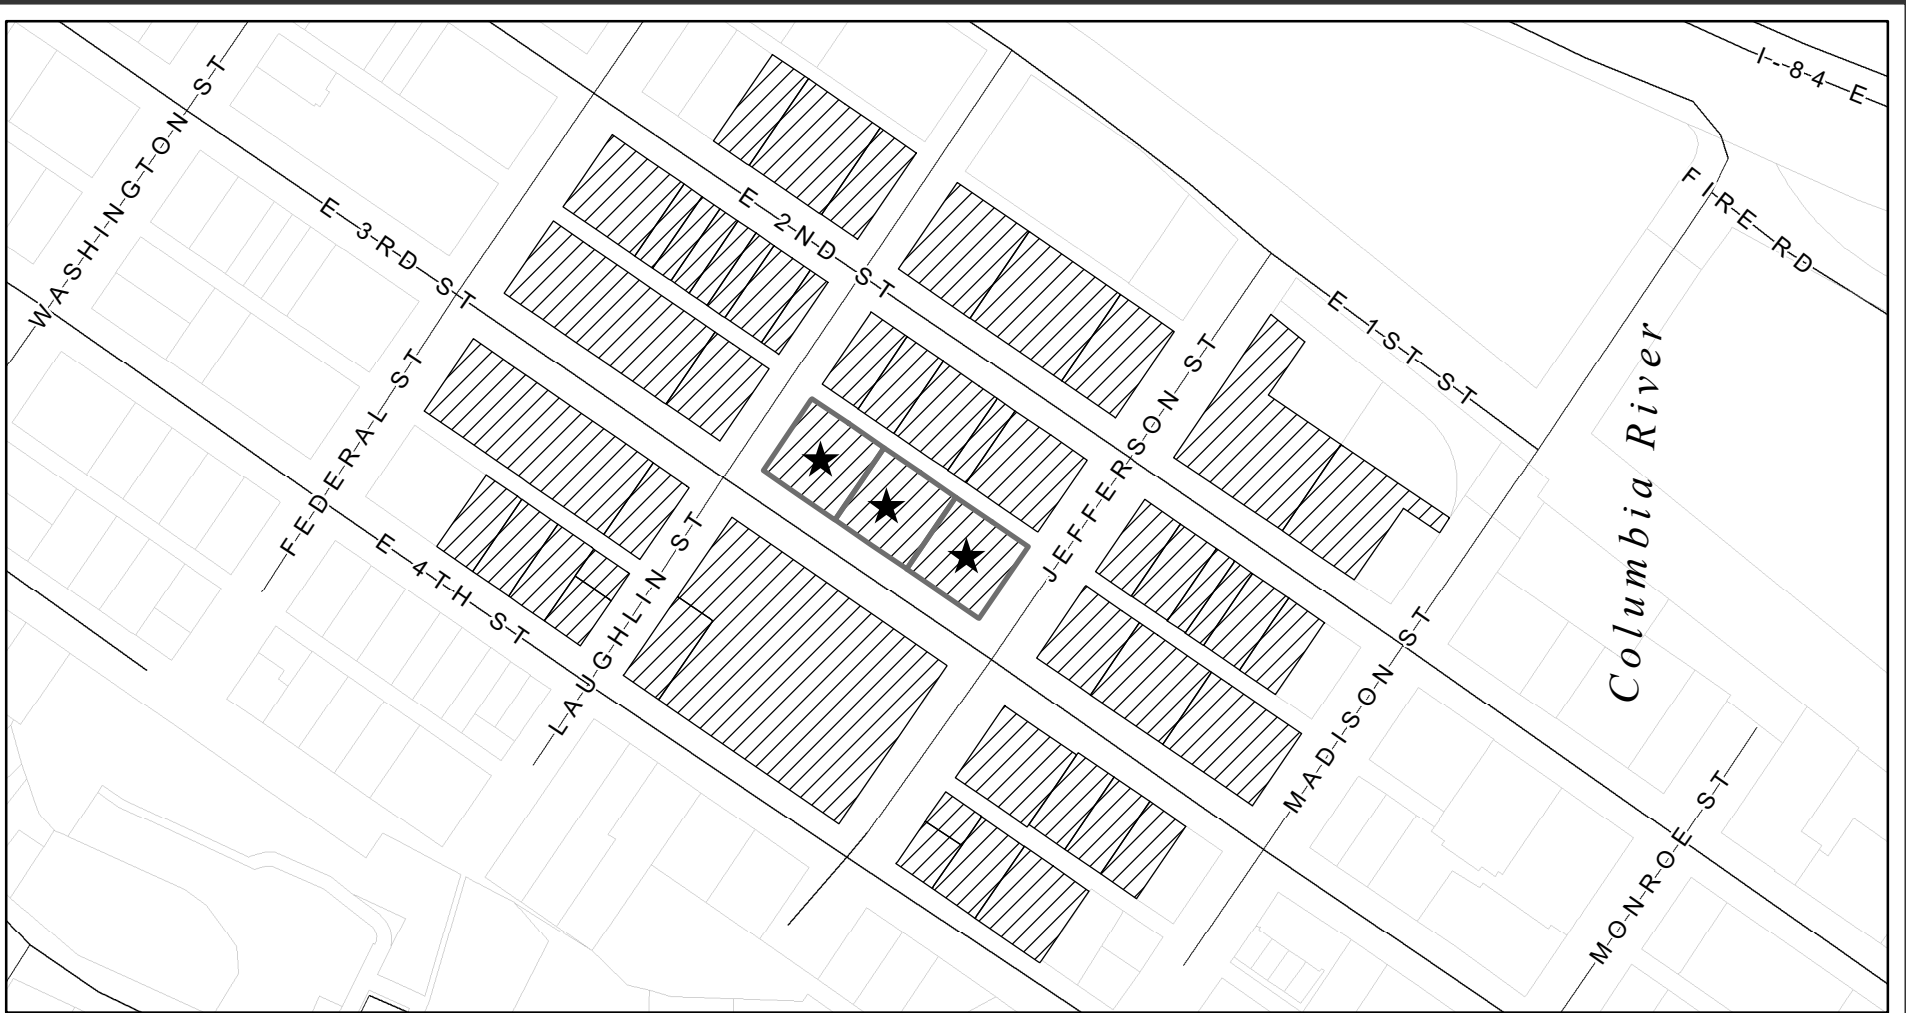 I-84 E
WASHINGTON ST
FIRE RD
E 2ND ST
E 3RD ST
E 1ST ST
JEFFERSON ST
FEDERAL ST
Columbia River
LAUGHLIN ST
E 4TH ST
MADISON ST
MONROE ST